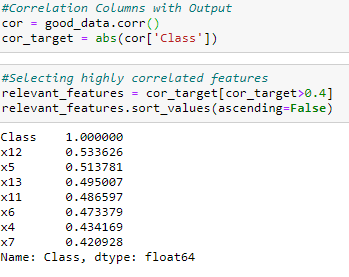 #Correlation Columns with Output
cor = good_data.corr()
cor_target = abs(cor['Class'])
#Selecting highly correlated features
relevant_features = cor_target[cor_target>0.4]
relevant_features.sort_values(ascending=False)
Class    1.000000
x12      0.533626
x5       0.513781
x13      0.495007
x11      0.486597
x6       0.473379
x4       0.434169
x7       0.420928
Name: Class, dtype: float64